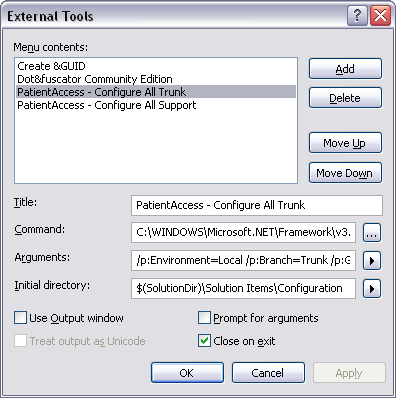 External Tools
Menu contents:
Create &GUID
Dot&fuscator Community Edition
PatientAccess - Configure All Trunk
PatientAccess - Configure All Support
Add
Delete
Move Up
Move Down
Title:
PatientAccess - Configure All Trunk
Command:
C:\WINDOWS\Microsoft.NET\Framework\v3.
...
Arguments:
/p:Environment=Local /p:Branch=Trunk /p:G
Initial directory:
$(SolutionDir)\Solution Items\Configuration
Use Output window
Prompt for arguments
Treat output as Unicode
Close on exit
OK
Cancel
Apply